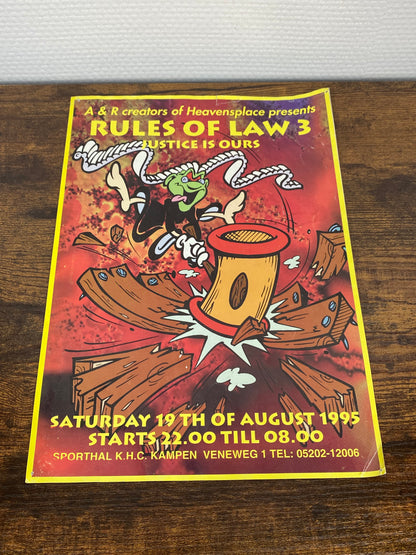 A & R creators of Heavensplace presents
RULES OF LAW 3
JUSTICE IS OURS
SATURDAY 19 TH OF AUGUST 1995
STARTS 22.00 TILL 08.00
SPORTHAL K.H.C. KAMPEN VENEWEG 1 TEL: 05202-12006